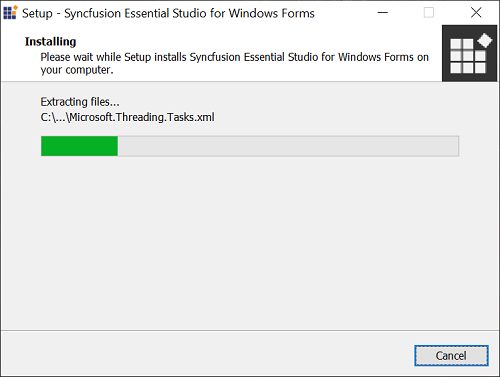 Setup - Syncfusion Essential Studio for Windows Forms
Installing
Please wait while Setup installs Syncfusion Essential Studio for Windows Forms on
your computer.
Extracting files...
C:\...\Microsoft.Threading.Tasks.xml
Cancel